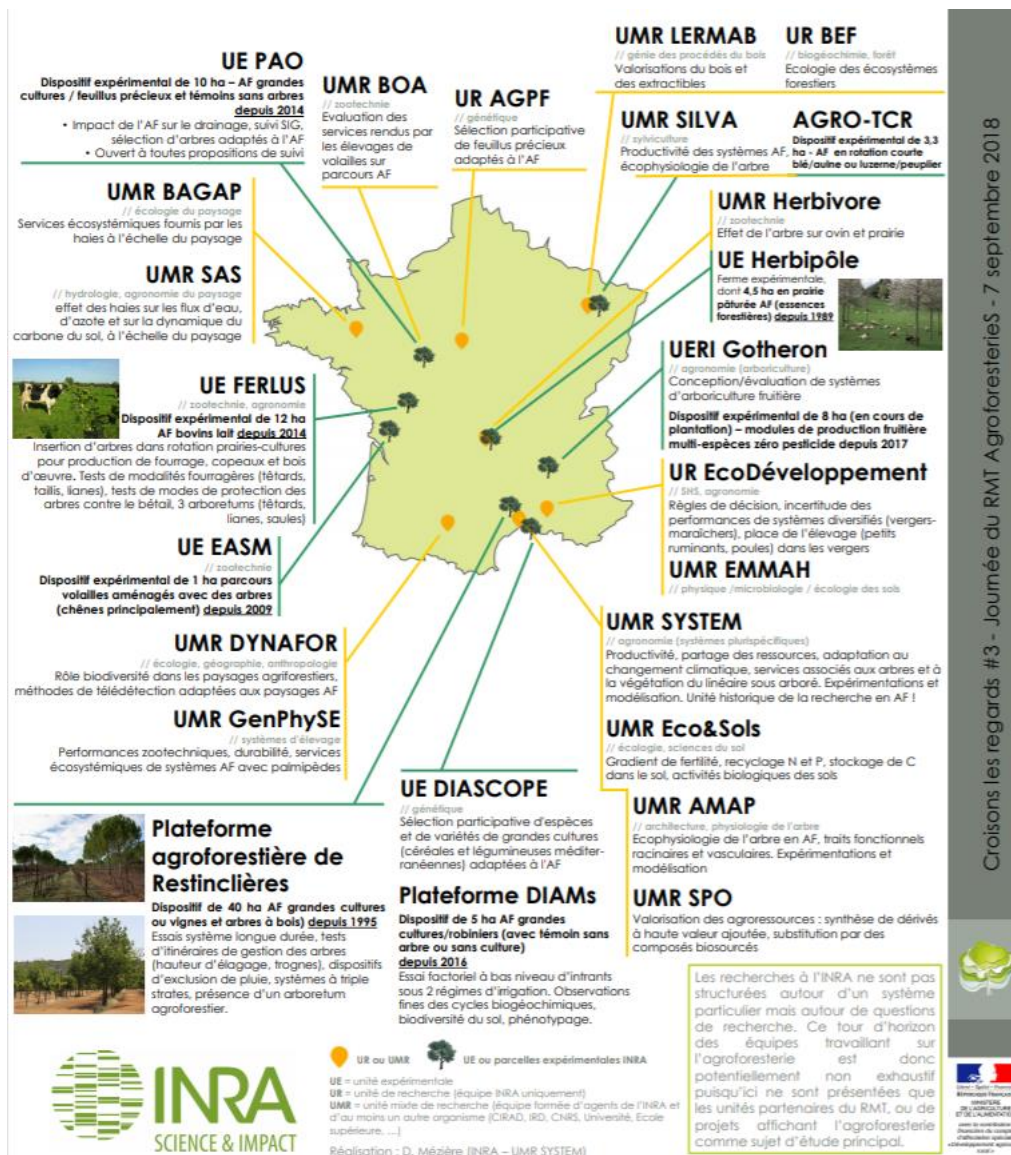 UE PAO
Dispositif expérimental de 10 ha – AF grandes
cultures / feuillus précieux et témoins sans arbres
depuis 2014
• Impact de l'AF sur le drainage, suivi SIG,
sélection d'arbres adaptés à l'AF
• Ouvert à toutes propositions de suivi
UMR BOA
// zootechnie
Evaluation des
services rendus par
les élevages de
volailles sur
parcours AF
UR AGPF
// génétique
Sélection participative
de feuillus précieux
adaptés à l'AF
UMR LERMAB
// génie des procédés du bois
Valorisations du bois et
des extractibles
UR BEF
// biogéochimie, forêt
Ecologie des écosystèmes
forestiers
UMR SILVA
// sylviculture
Productivité des systèmes AF,
écophysiologie de l'arbre
AGRO-TCR
Dispositif expérimental de 3,3
ha - AF en rotation courte
blé/aulne ou luzerne/peuplier
UMR BAGAP
// écologie du paysage
Services écosystémiques fournis par les
haies à l'échelle du paysage
UMR SAS
// hydrologie, agronomie du paysage
effet des haies sur les flux d'eau,
d'azote et sur la dynamique du
carbone du sol, à l'échelle du paysage
UMR Herbivore
// zootechnie
Effet de l'arbre sur ovin et prairie
UE Herbipôle
Ferme expérimentale,
dont 4,5 ha en prairie
pâturée AF (essences
forestières) depuis 1989
UE FERLUS
// zootechnie, agronomie
Dispositif expérimental de 12 ha
AF bovins lait depuis 2014
Insertion d'arbres dans rotation prairies-cultures
pour production de fourrage, copeaux et bois
d'œuvre. Tests de modalités fourragères (têtards,
taillis, lianes), tests de modes de protection des
arbres contre le bétail, 3 arboretums (têtards,
lianes, saules)
UERI Gotheron
// agronomie (arboriculture)
Conception/évaluation de systèmes
d'arboriculture fruitière
Dispositif expérimental de 8 ha (en cours de
plantation) – modules de production fruitière
multi-espèces zéro pesticide depuis 2017
UR EcoDéveloppement
// SHS, agronomie
Règles de décision, incertitude des
performances de systèmes diversifiés (vergers-
maraîchers), place de l'élevage (petits
ruminants, poules) dans les vergers
UMR EMMAH
// physique /microbiologie / écologie des sols
UE EASM
// zootechnie
Dispositif expérimental de 1 ha parcours
volailles aménagés avec des arbres
(chênes principalement) depuis 2009
UMR DYNAFOR
// écologie, géographie, anthropologie
Rôle biodiversité dans les paysages agriforestiers,
méthodes de télédétection adaptées aux paysages AF
UMR GenPhySE
// systèmes d'élevage
Performances zootechniques, durabilité, services
écosystémiques de systèmes AF avec palmipèdes
UMR SYSTEM
// agronomie (systèmes plurispécifiques)
Productivité, partage des ressources, adaptation au
changement climatique, services associés aux arbres et à
la végétation du linéaire sous arboré. Expérimentations et
modélisation. Unité historique de la recherche en AF !
UMR Eco&Sols
// écologie, sciences du sol
Gradient de fertilité, recyclage N et P, stockage de C
dans le sol, activités biologiques des sols
UMR AMAP
// architecture, physiologie de l'arbre
Ecophysiologie de l'arbre en AF, traits fonctionnels
racinaires et vasculaires. Expérimentations et
modélisation
UMR SPO
Valorisation des agroressources : synthèse de dérivés
à haute valeur ajoutée, substitution par des
composés biosourcés
UE DIASCOPE
// génétique
Sélection participative d'espèces
et de variétés de grandes cultures
(céréales et légumineuses méditer-
ranéennes) adaptées à l'AF
Plateforme DIAMs
Dispositif de 5 ha AF grandes
cultures/robiniers (avec témoin sans
arbre ou sans culture)
depuis 2016
Essai factoriel à bas niveau d'intrants
sous 2 régimes d'irrigation. Observations
fines des cycles biogéochimiques,
biodiversité du sol, phénotypage.
Plateforme
agroforestière de
Restinclières
Dispositif de 40 ha AF grandes cultures
ou vignes et arbres à bois) depuis 1995
Essais système longue durée, tests
d'itinéraires de gestion des arbres
(hauteur d'élagage, trognes), dispositifs
d'exclusion de pluie, systèmes à triple
strates, présence d'un arboretum
agroforestier.
Les recherches à l'INRA ne sont pas
structurées autour d'un système
particulier mais autour de questions
de recherche. Ce tour d'horizon
des équipes travaillant sur
l'agroforesterie est donc
potentiellement non exhaustif
puisqu'ici ne sont présentées que
les unités partenaires du RMT, ou de
projets affichant l'agroforesterie
comme sujet d'étude principal.
INRA
SCIENCE & IMPACT
UR ou UMR
UE ou parcelles expérimentales INRA
UE = unité expérimentale
UR = unité de recherche (équipe INRA uniquement)
UMR = unité mixte de recherche (équipe formée d'agents de l'INRA et
d'au moins un autre organisme (CIRAD, IRD, CNRS, Université, Ecole
supérieure, ...)
Réalisation : D. Mézière (INRA – UMR SYSTEM)
Croisons les regards #3 - Journée du RMT Agroforesteries - 7 septembre 2018
RÉPUBLIQUE FRANÇAISE
MINISTÈRE
DE L'AGRICULTURE
ET DE L'ALIMENTATION